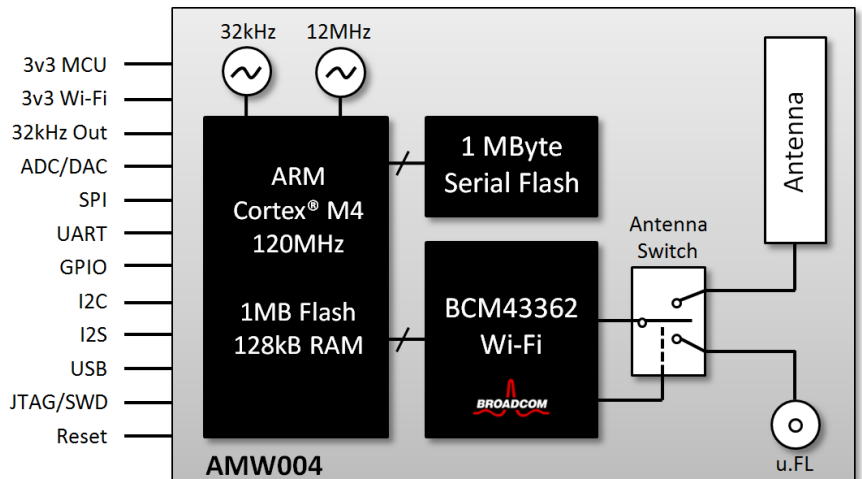 32kHz
12MHz
3v3 MCU
3v3 Wi-Fi
32kHz Out
ADC/DAC
SPI
UART
GPIO
I2C
I2S
USB
JTAG/SWD
Reset
ARM
Cortex® M4
120MHz
1MB Flash
128kB RAM
1 MByte
Serial Flash
BCM43362
Wi-Fi
BROADCOM
Antenna
Switch
Antenna
u.FL
AMW004